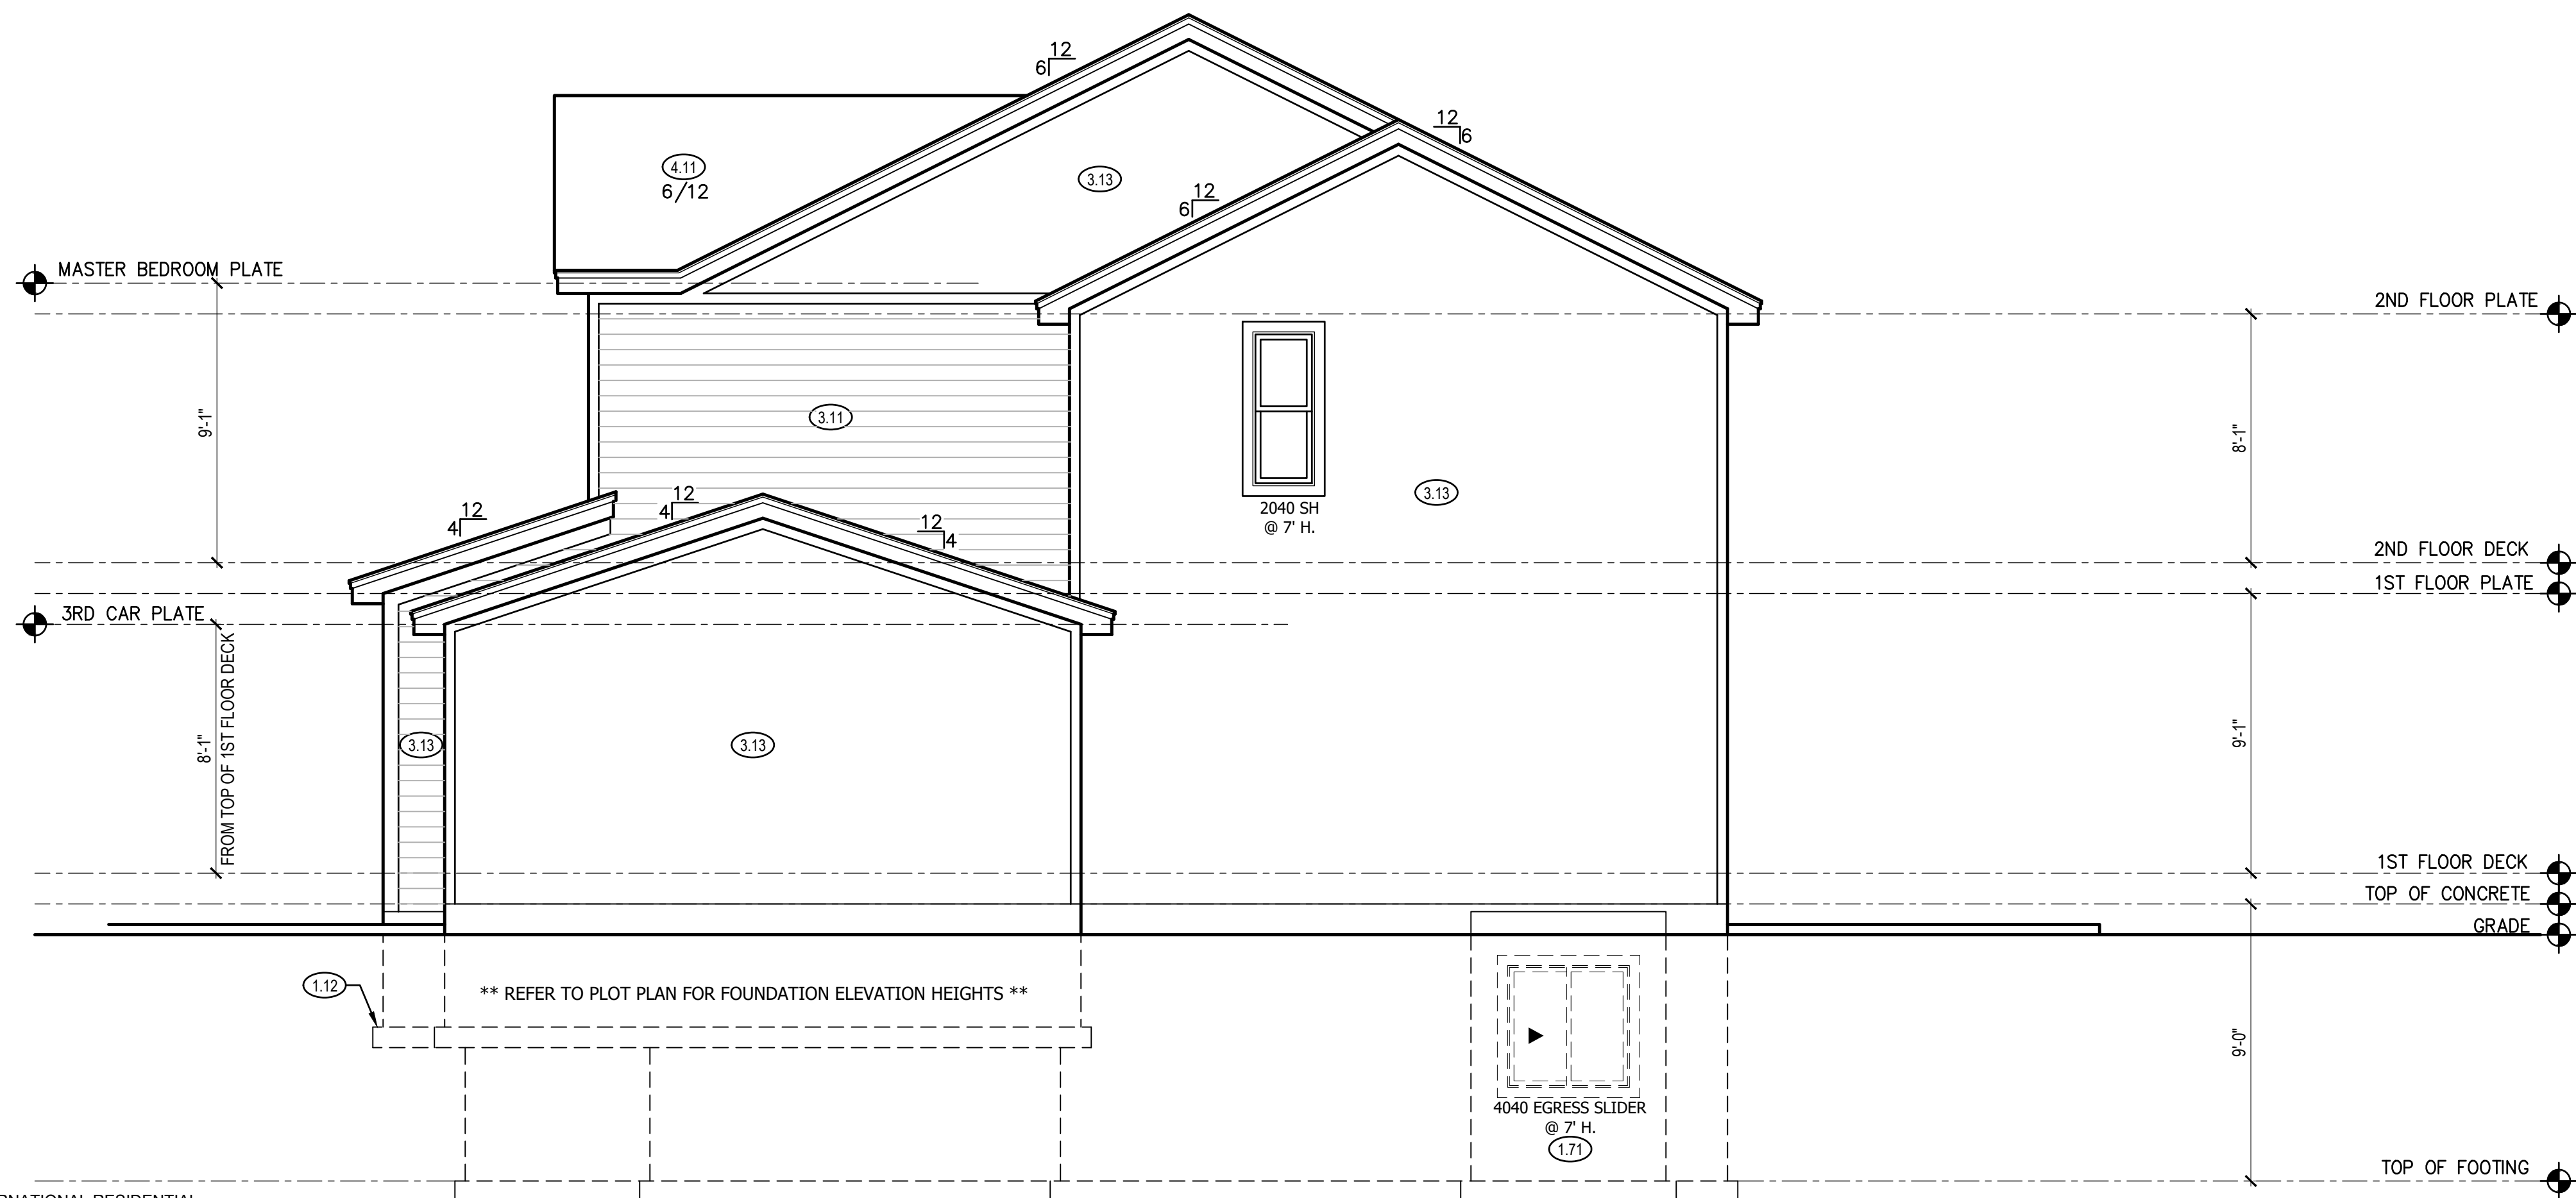 12
6
12
6
4.11
6/12
3.13
12
6
MASTER BEDROOM PLATE
2ND FLOOR PLATE
9'-1"
3.11
8'-1"
3.13
2040 SH
@ 7' H.
12
4
12
4
12
4
2ND FLOOR DECK
1ST FLOOR PLATE
3RD CAR PLATE
8'-1"
FROM TOP OF 1ST FLOOR DECK
3.13
3.13
9'-1"
1ST FLOOR DECK
TOP OF CONCRETE
GRADE
1.12
** REFER TO PLOT PLAN FOR FOUNDATION ELEVATION HEIGHTS **
9'-0"
4040 EGRESS SLIDER
@ 7' H.
1.71
TOP OF FOOTING